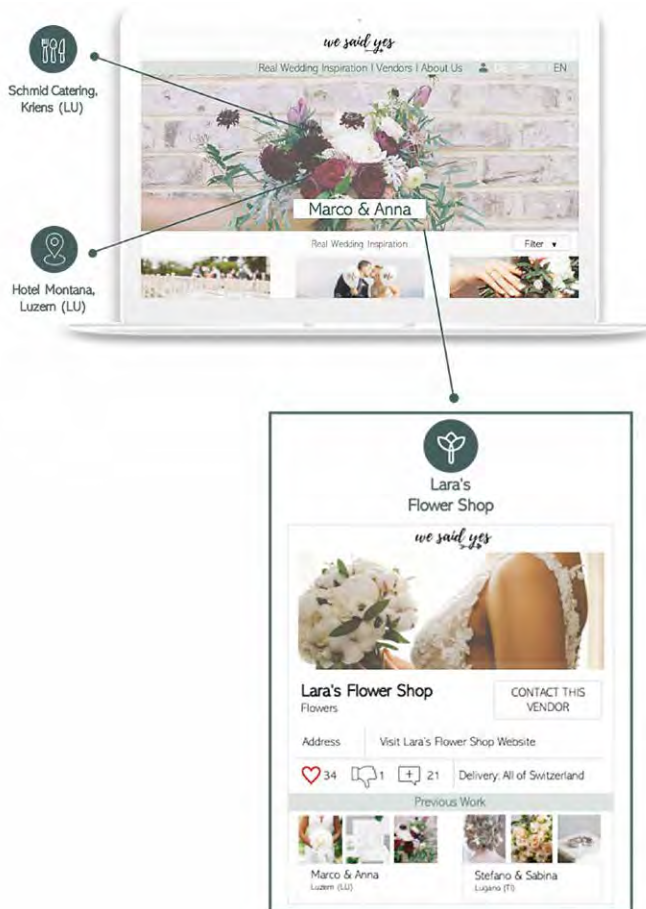 we said yes
Real Wedding Inspiration | Vendors | About Us
EN
Schmid Catering,
Kriens (LU)
Marco & Anna
Real Wedding Inspiration
Filter
Hotel Montana,
Luzern (LU)
Lara's
Flower Shop
we said yes
Lara's Flower Shop
Flowers
CONTACT THIS
VENDOR
Address
Visit Lara's Flower Shop Website
34
1
21
Delivery: All of Switzerland
Previous Work
Marco & Anna
Luzern (LU)
Stefano & Sabina
Lugano (TI)